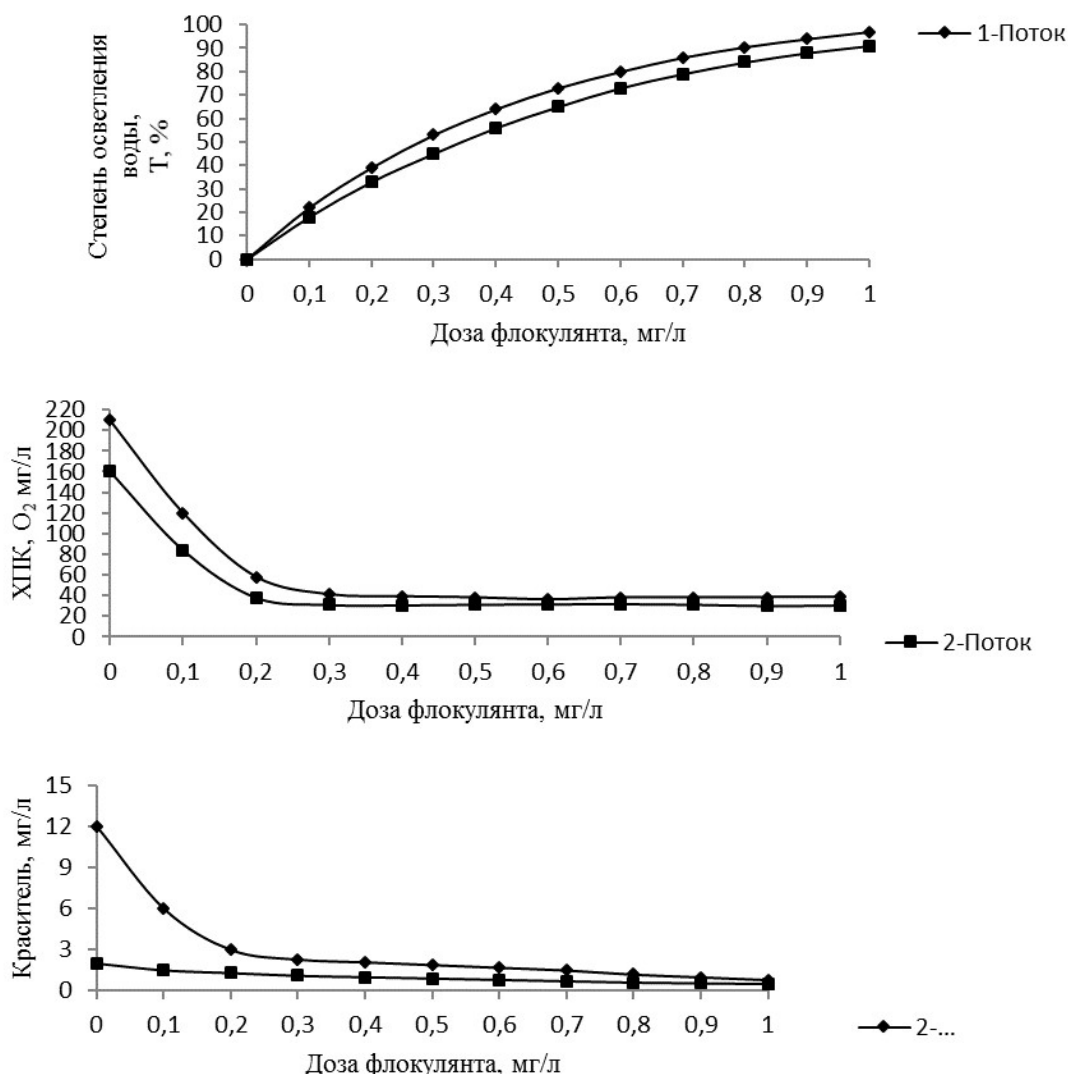 Степень осветления
воды,
Т, %
100
90
80
70
60
50
40
30
20
10
0
0 0,1 0,2 0,3 0,4 0,5 0,6 0,7 0,8 0,9 1
Доза флокулянта, мг/л
1-Поток
ХПК, O₂ мг/л
220
200
180
160
140
120
100
80
60
40
20
0
0 0,1 0,2 0,3 0,4 0,5 0,6 0,7 0,8 0,9 1
Доза флокулянта, мг/л
2-Поток
Краситель, мг/л
15
12
9
6
3
0
0 0,1 0,2 0,3 0,4 0,5 0,6 0,7 0,8 0,9 1
Доза флокулянта, мг/л
2-...